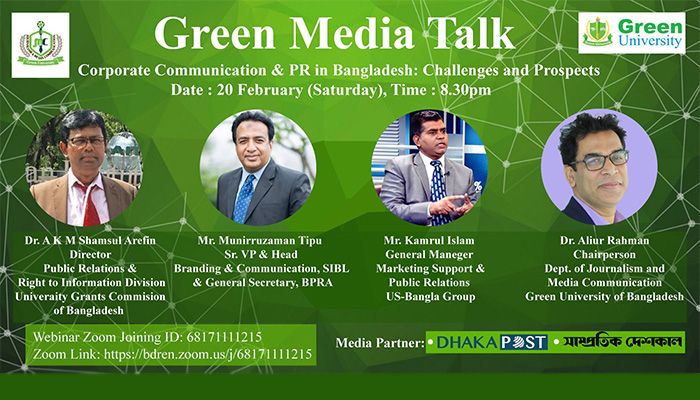 Green Media Talk
Green
University
Corporate Communication & PR in Bangladesh: Challenges and Prospects
Date : 20 February (Saturday), Time : 8.30pm
Dr. A K M Shamsul Arefin
Director
Public Relations &
Right to Information Division
Univeraity Grants Commision
of Bangladesh
Mr. Munirruzaman Tipu
Sr. VP & Head
Branding & Communication, SIBL
& General Secretary, BPRA
Mr. Kamrul Islam
General Maneger
Marketing Support &
Public Relations
US-Bangla Group
Dr. Aliur Rahman
Chairperson
Dept. of Journalism and
Media Communication
Green University of Bangladesh
Webinar Zoom Joining ID: 68171111215
Zoom Link: https://bdren.zoom.us/j/68171111215
Media Partner: • DHAKA POST • সাম্প্রতিক দেশকাল